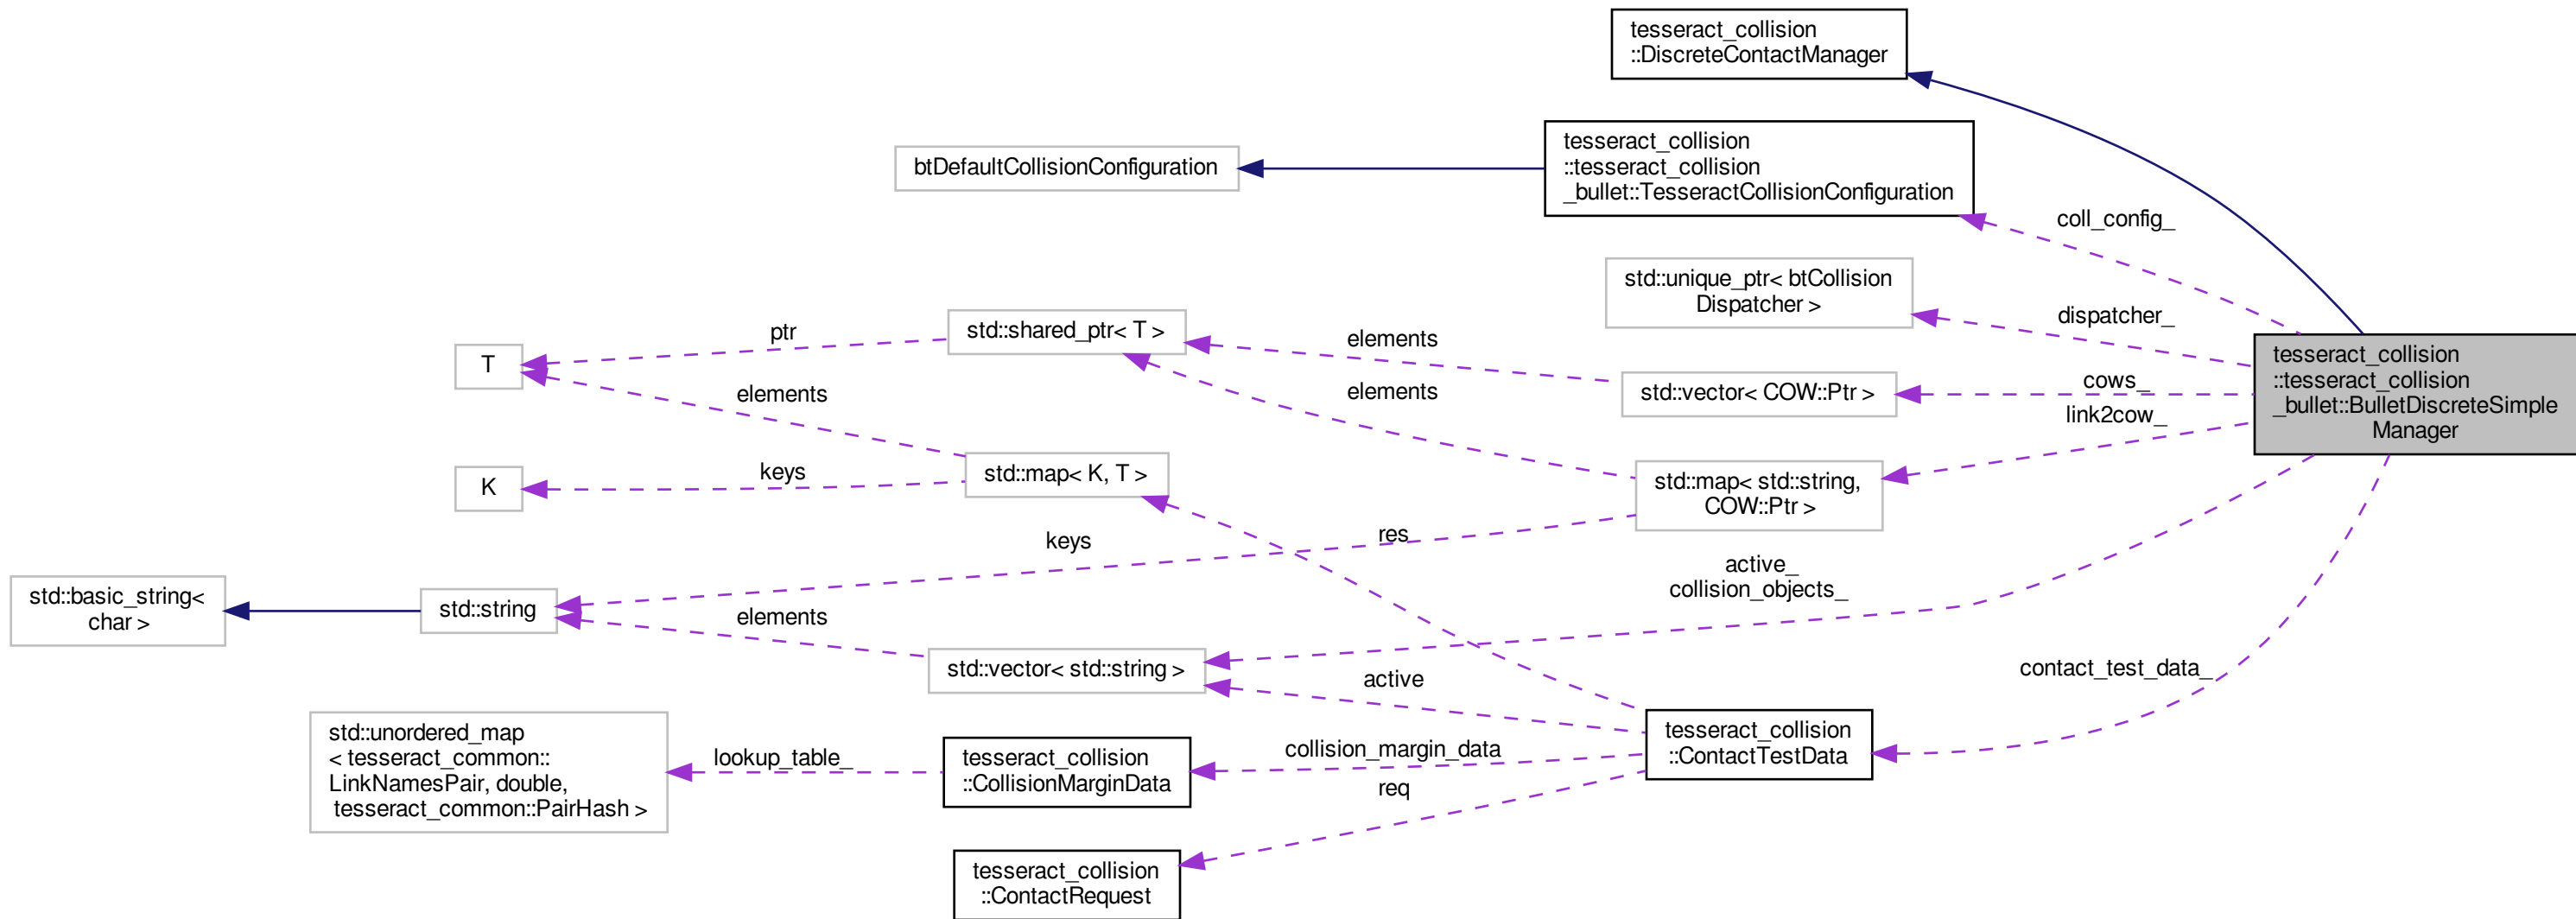 tesseract_collision
::DiscreteContactManager
tesseract_collision
::tesseract_collision
_bullet::TesseractCollisionConfiguration
btDefaultCollisionConfiguration
coll_config_
std::unique_ptr< btCollision
Dispatcher >
dispatcher_
std::shared_ptr< T >
ptr
T
elements
std::vector< COW::Ptr >
cows_
tesseract_collision
::tesseract_collision
_bullet::BulletDiscreteSimple
Manager
elements
elements
link2cow_
std::map< K, T >
keys
K
std::map< std::string,
COW::Ptr >
keys
res
active_
collision_objects_
std::basic_string<
char >
std::string
elements
std::vector< std::string >
active
contact_test_data_
std::unordered_map
< tesseract_common::
LinkNamesPair, double,
tesseract_common::PairHash >
lookup_table_
tesseract_collision
::CollisionMarginData
collision_margin_data
req
tesseract_collision
::ContactTestData
tesseract_collision
::ContactRequest